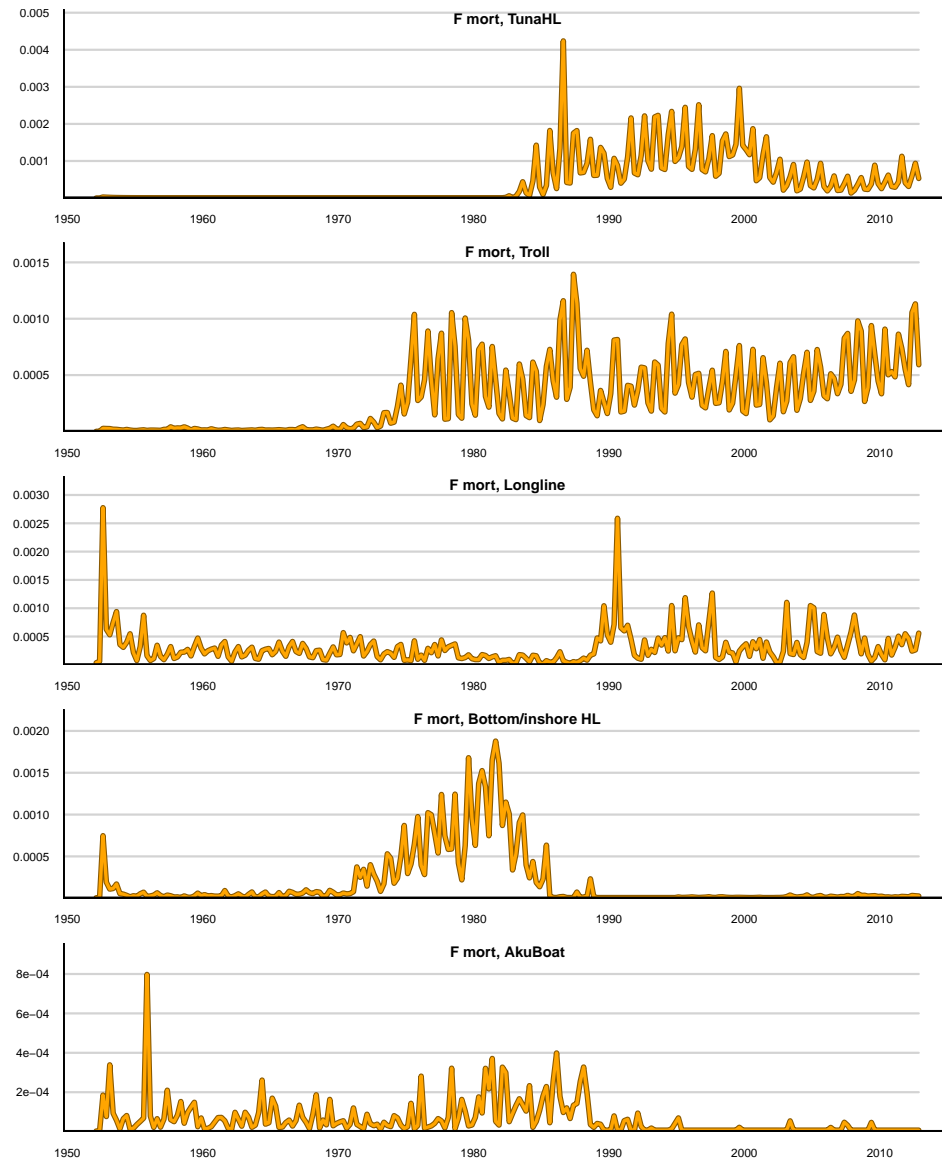 F mort, TunaHL
0.005
0.004
0.003
0.002
0.001
1950 1960 1970 1980 1990 2000 2010
F mort, Troll
0.0015
0.0010
0.0005
1950 1960 1970 1980 1990 2000 2010
F mort, Longline
0.0030
0.0025
0.0020
0.0015
0.0010
0.0005
1950 1960 1970 1980 1990 2000 2010
F mort, Bottom/inshore HL
0.0020
0.0015
0.0010
0.0005
1950 1960 1970 1980 1990 2000 2010
F mort, AkuBoat
8e−04
6e−04
4e−04
2e−04
1950 1960 1970 1980 1990 2000 2010